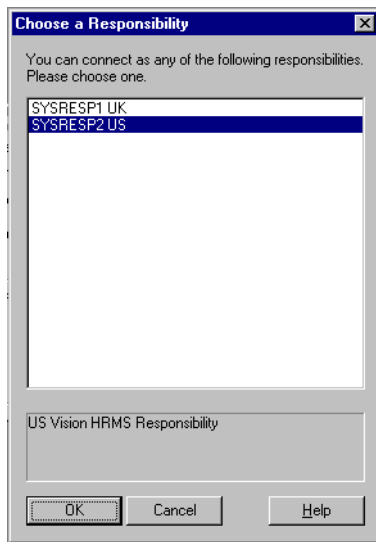 Choose a Responsibility
You can connect as any of the following responsibilities.
Please choose one.
SYSRESP1 UK
SYSRESP2 US
US Vision HRMS Responsibility
OK Cancel Help